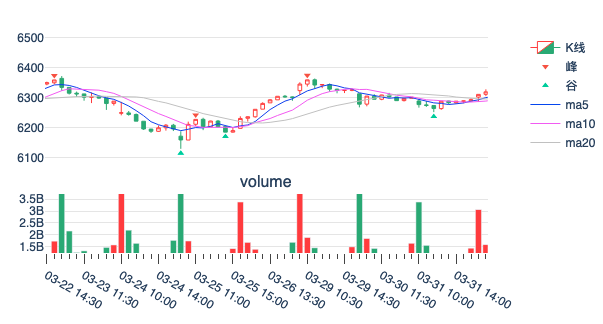 6500
6400
6300
6200
6100
K线
峰
谷
ma5
ma10
ma20
volume
3.5B
3B
2.5B
2B
1.5B
03-22 14:30
03-23 11:30
03-24 10:00
03-24 14:00
03-25 11:00
03-25 15:00
03-26 13:30
03-29 10:30
03-29 14:30
03-30 11:30
03-31 10:00
03-31 14:00